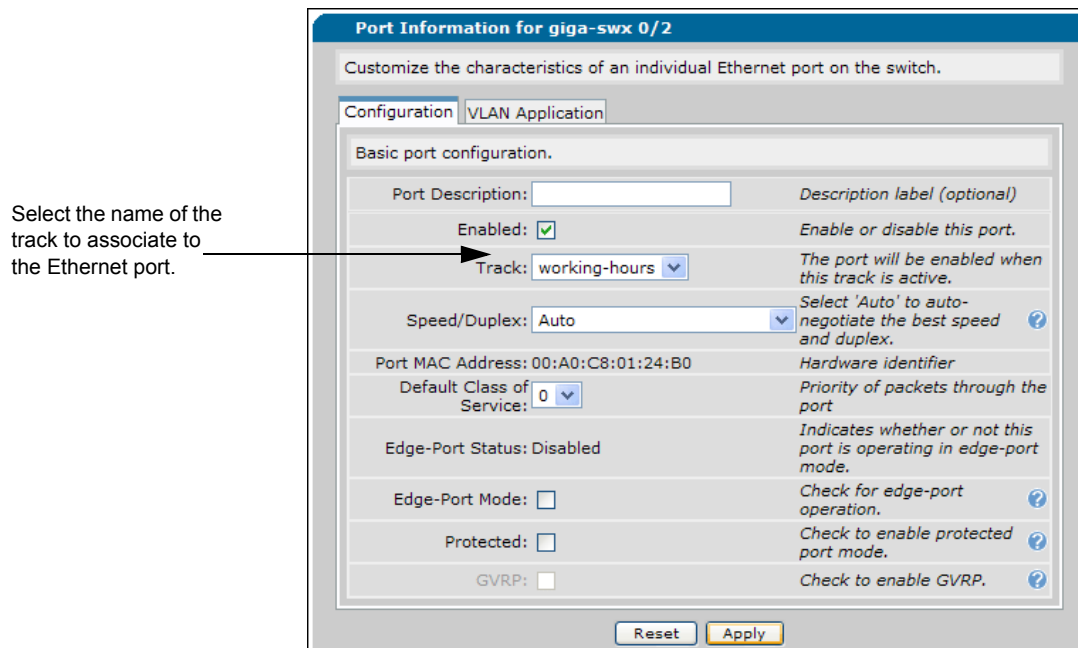 Port Information for giga-swx 0/2
Customize the characteristics of an individual Ethernet port on the switch.
Configuration
VLAN Application
Basic port configuration.
Port Description:
Description label (optional)
Select the name of the
track to associate to
the Ethernet port.
Enabled:
Enable or disable this port.
Track: working-hours
The port will be enabled when
this track is active.
Speed/Duplex: Auto
Select 'Auto' to auto-
negotiate the best speed
and duplex.
?
Port MAC Address: 00:A0:C8:01:24:B0
Hardware identifier
Default Class of
Service: 0
Priority of packets through the
port
Edge-Port Status: Disabled
Indicates whether or not this
port is operating in edge-port
mode.
Edge-Port Mode:
Check for edge-port
operation.
?
Protected:
Check to enable protected
port mode.
?
GVRP:
Check to enable GVRP.
?
Reset
Apply